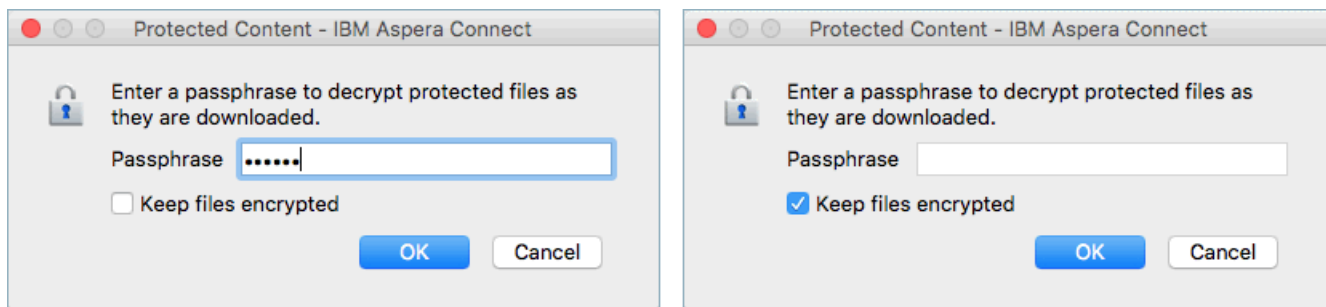 Protected Content - IBM Aspera Connect
Enter a passphrase to decrypt protected files as
they are downloaded.
Passphrase ••••••
Keep files encrypted
OK Cancel
Protected Content - IBM Aspera Connect
Enter a passphrase to decrypt protected files as
they are downloaded.
Passphrase
Keep files encrypted
OK Cancel